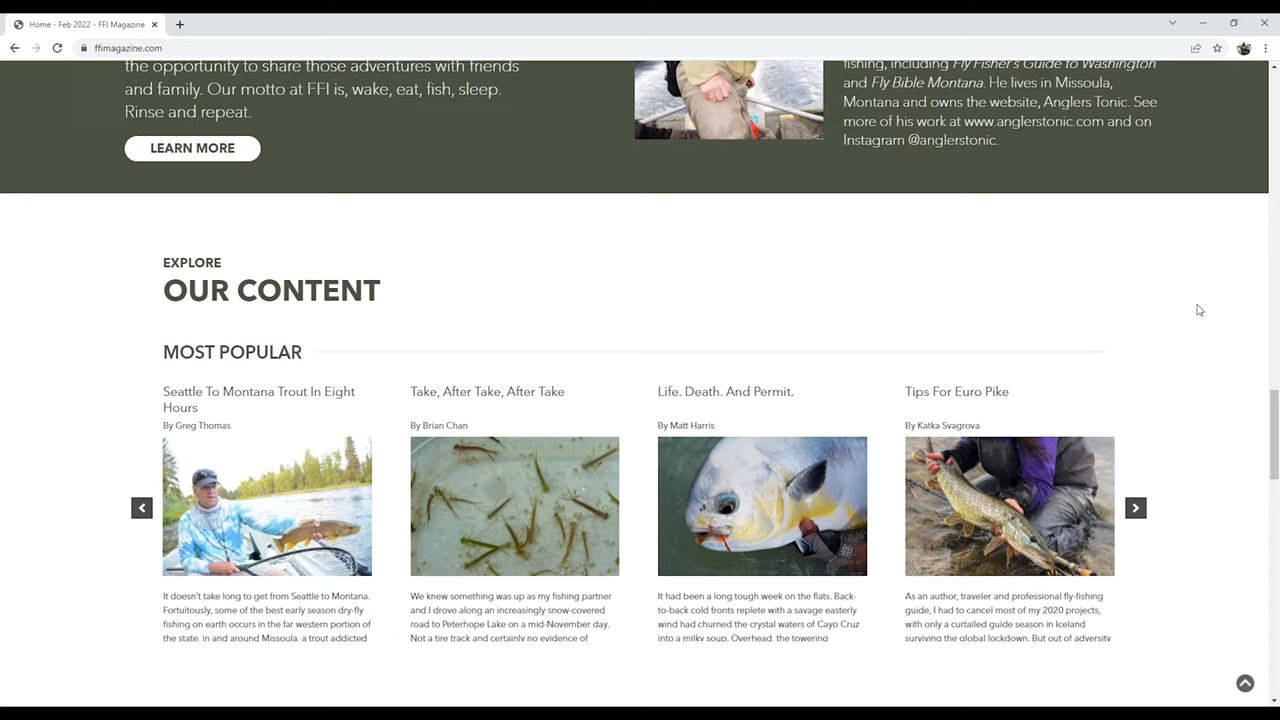 Home - Feb 2022 - FFI Magazine
ffimagazine.com
the opportunity to share those adventures with friends
and family. Our motto at FFI is, wake, eat, fish, sleep.
Rinse and repeat.
LEARN MORE
fishing, including Fly Fisher's Guide to Washington
and Fly Bible Montana. He lives in Missoula,
Montana and owns the website, Anglers Tonic. See
more of his work at www.anglerstonic.com and on
Instagram @anglerstonic.
EXPLORE
OUR CONTENT
MOST POPULAR
Seattle To Montana Trout In Eight
Hours
By Greg Thomas
It doesn't take long to get from Seattle to Montana.
Fortuitously, some of the best early season dry-fly
fishing on earth occurs in the far western portion of
the state, in and around Missoula, a trout addicted
Take, After Take, After Take
By Brian Chan
We knew something was up as my fishing partner
and I drove along an increasingly snow-covered
road to Peterhope Lake on a mid-November day.
Not a tire track and certainly no evidence of
Life. Death. And Permit.
By Matt Harris
It had been a long tough week on the flats. Back-
to-back cold fronts replete with a savage easterly
wind had churned the crystal waters of Cayo Cruz
into a milky soup. Overhead, the towering
Tips For Euro Pike
By Katka Svagrova
As an author, traveler and professional fly-fishing
guide, I had to cancel most of my 2020 projects,
with only a curtailed guide season in Iceland
surviving the global lockdown. But out of adversity